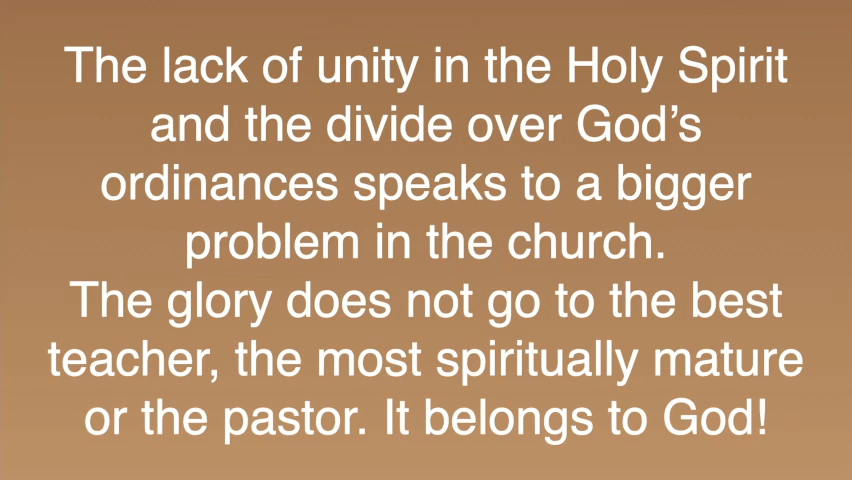 The lack of unity in the Holy Spirit
and the divide over God’s
ordinances speaks to a bigger
problem in the church.
The glory does not go to the best
teacher, the most spiritually mature
or the pastor. It belongs to God!